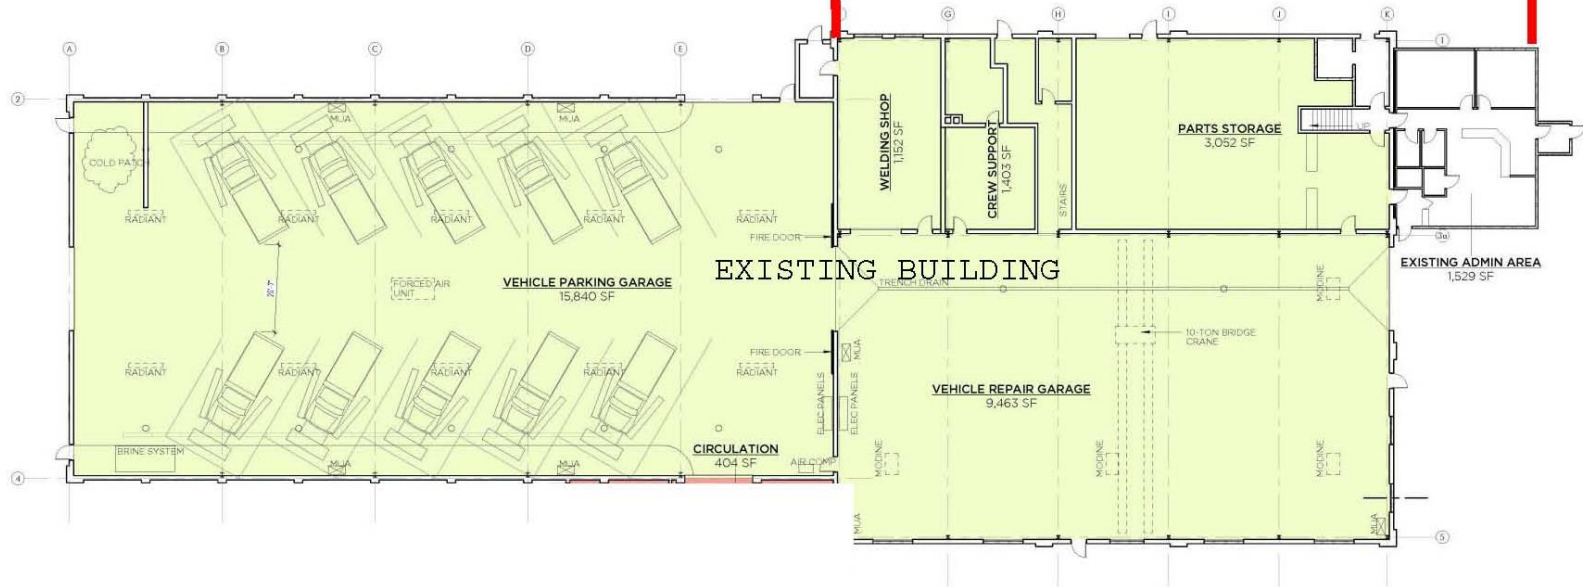 G
H
I
J
K
A
B
C
D
E
1
2
MUA
MUA
COLD PATCH
WELDING SHOP
1,152 SF
CREW SUPPORT
1,403 SF
STAIRS
PARTS STORAGE
3,052 SF
UP
RADIANT
RADIANT
RADIANT
RADIANT
RADIANT
FIRE DOOR
3a
EXISTING BUILDING
EXISTING ADMIN AREA
1,529 SF
20'-7"
FORCED AIR
UNIT
VEHICLE PARKING GARAGE
15,840 SF
TRENCH DRAIN
MODINE
10-TON BRIDGE
CRANE
FIRE DOOR
MUA
RADIANT
RADIANT
RADIANT
RADIANT
RADIANT
ELEC PANELS
ELEC PANELS
VEHICLE REPAIR GARAGE
9,463 SF
BRINE SYSTEM
MUA
MUA
CIRCULATION
404 SF
AIR COMP
MODINE
MODINE
MODINE
4
MUA
MUA
5